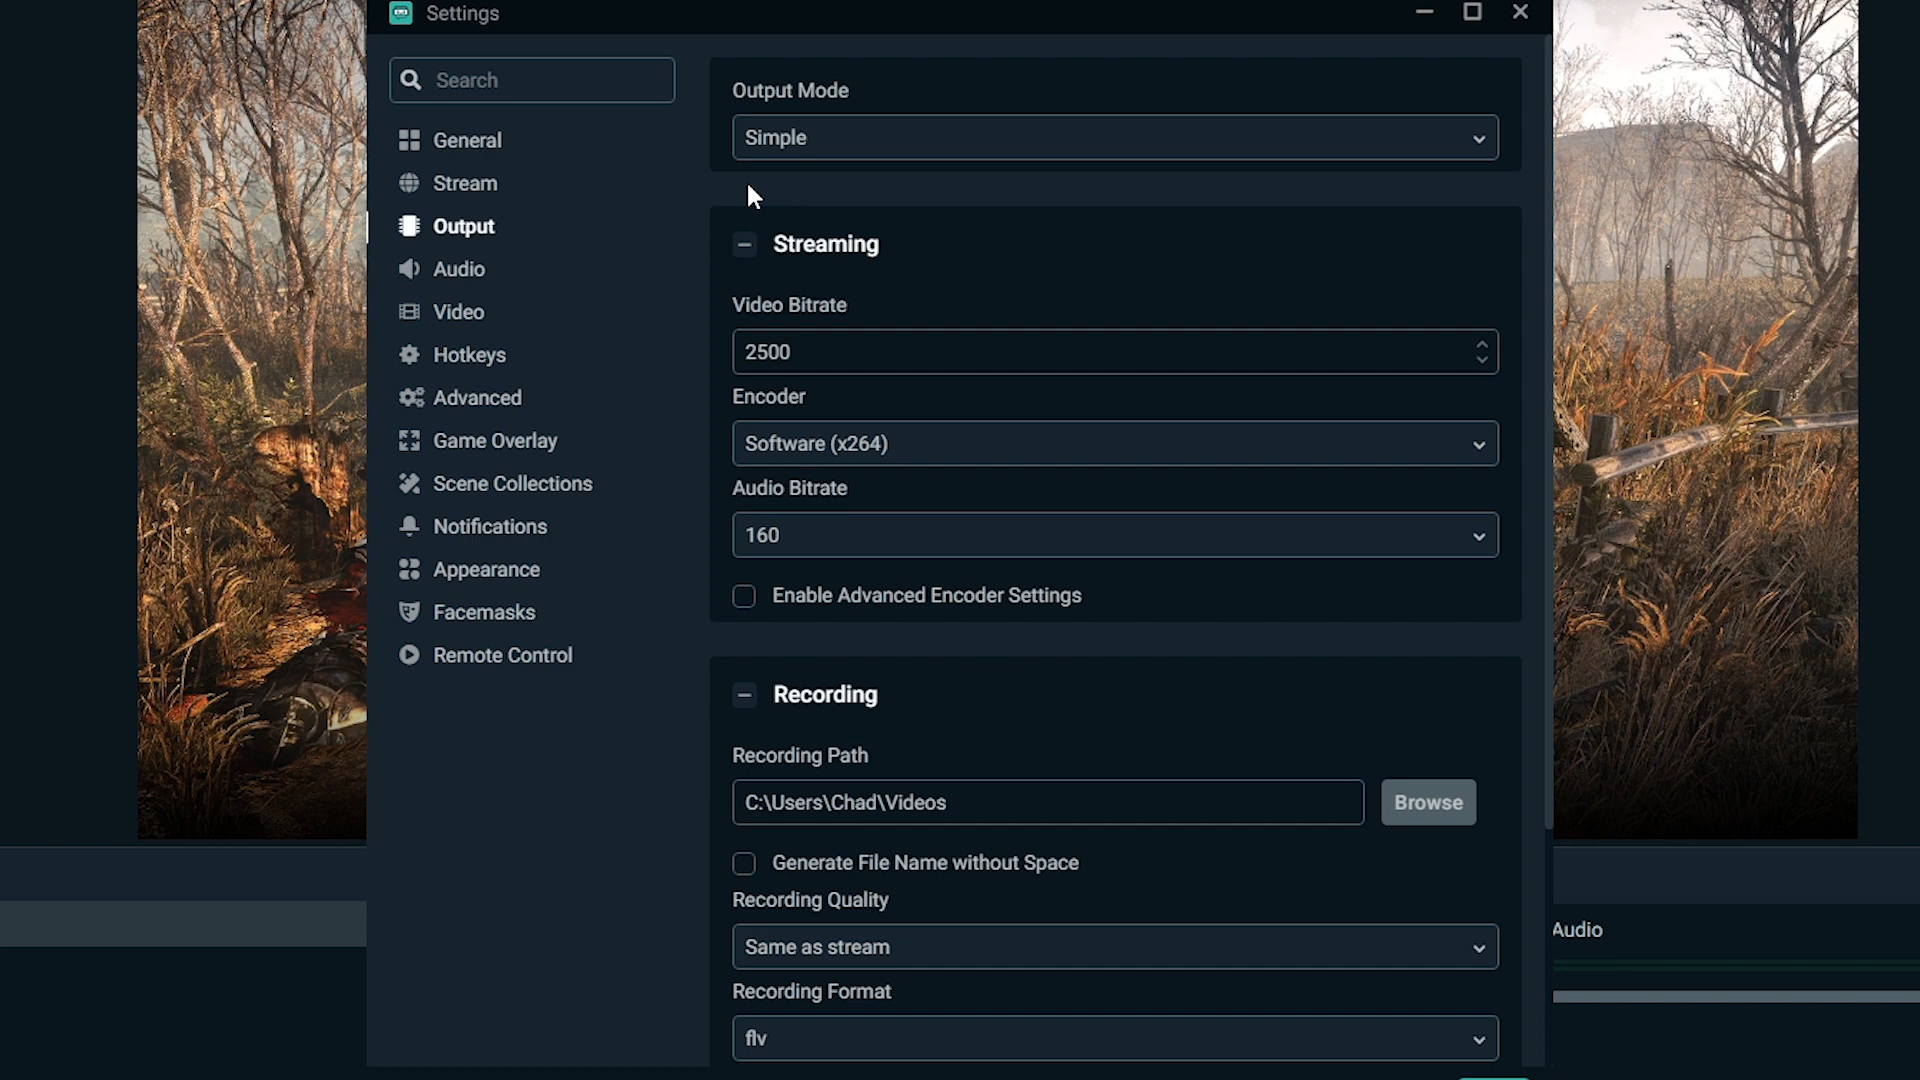 Settings
Search
General
Stream
Output
Audio
Video
Hotkeys
Advanced
Game Overlay
Scene Collections
Notifications
Appearance
Facemasks
Remote Control
Output Mode
Simple
Streaming
Video Bitrate
2500
Encoder
Software (x264)
Audio Bitrate
160
Enable Advanced Encoder Settings
Recording
Recording Path
C:\Users\Chad\Videos
Browse
Generate File Name without Space
Recording Quality
Same as stream
Recording Format
flv
Audio